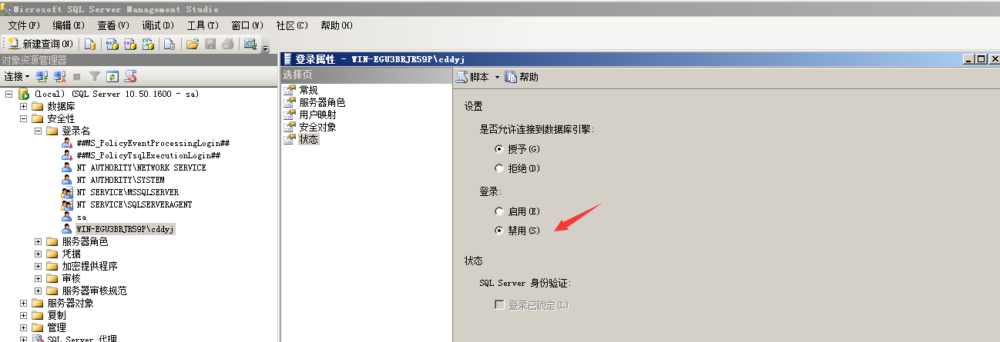 Microsoft SQL Server Management Studio
文件(F) 编辑(E) 查看(V) 调试(D) 工具(T) 窗口(W) 社区(C) 帮助(H)
新建查询(N)
对象资源管理器
连接
(local) (SQL Server 10.50.1600 - sa)
数据库
安全性
登录名
##MS_PolicyEventProcessingLogin##
##MS_PolicyTsqlExecutionLogin##
NT AUTHORITY\NETWORK SERVICE
NT AUTHORITY\SYSTEM
NT SERVICE\MSSQLSERVER
NT SERVICE\SQLSERVERAGENT
sa
WIN-EGU3BRJR59P\cddyj
服务器角色
凭据
加密提供程序
审核
服务器审核规范
服务器对象
复制
管理
SQL Server 代理
登录属性 - WIN-EGU3BRJR59P\cddyj
选择页
常规
服务器角色
用户映射
安全对象
状态
脚本 帮助
设置
是否允许连接到数据库引擎:
授予(G)
拒绝(D)
登录:
启用(E)
禁用(S)
状态
SQL Server 身份验证:
登录已锁定(L)